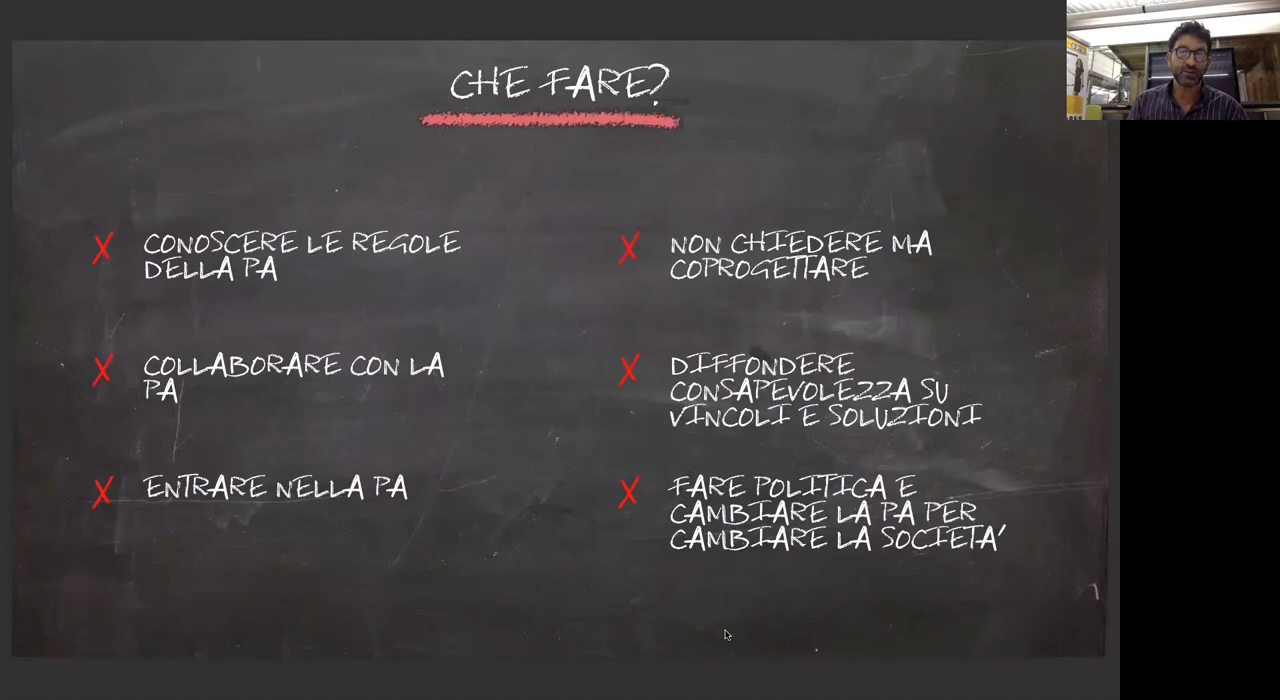 CHE FARE?
X CONOSCERE LE REGOLE
DELLA PA
X COLLABORARE CON LA
PA
X ENTRARE NELLA PA
X NON CHIEDERE MA
COPROGETTARE
X DIFFONDERE
CONSAPEVOLEZZA SU
VINCOLI E SOLUZIONI
X FARE POLITICA E
CAMBIARE LA PA PER
CAMBIARE LA SOCIETA'